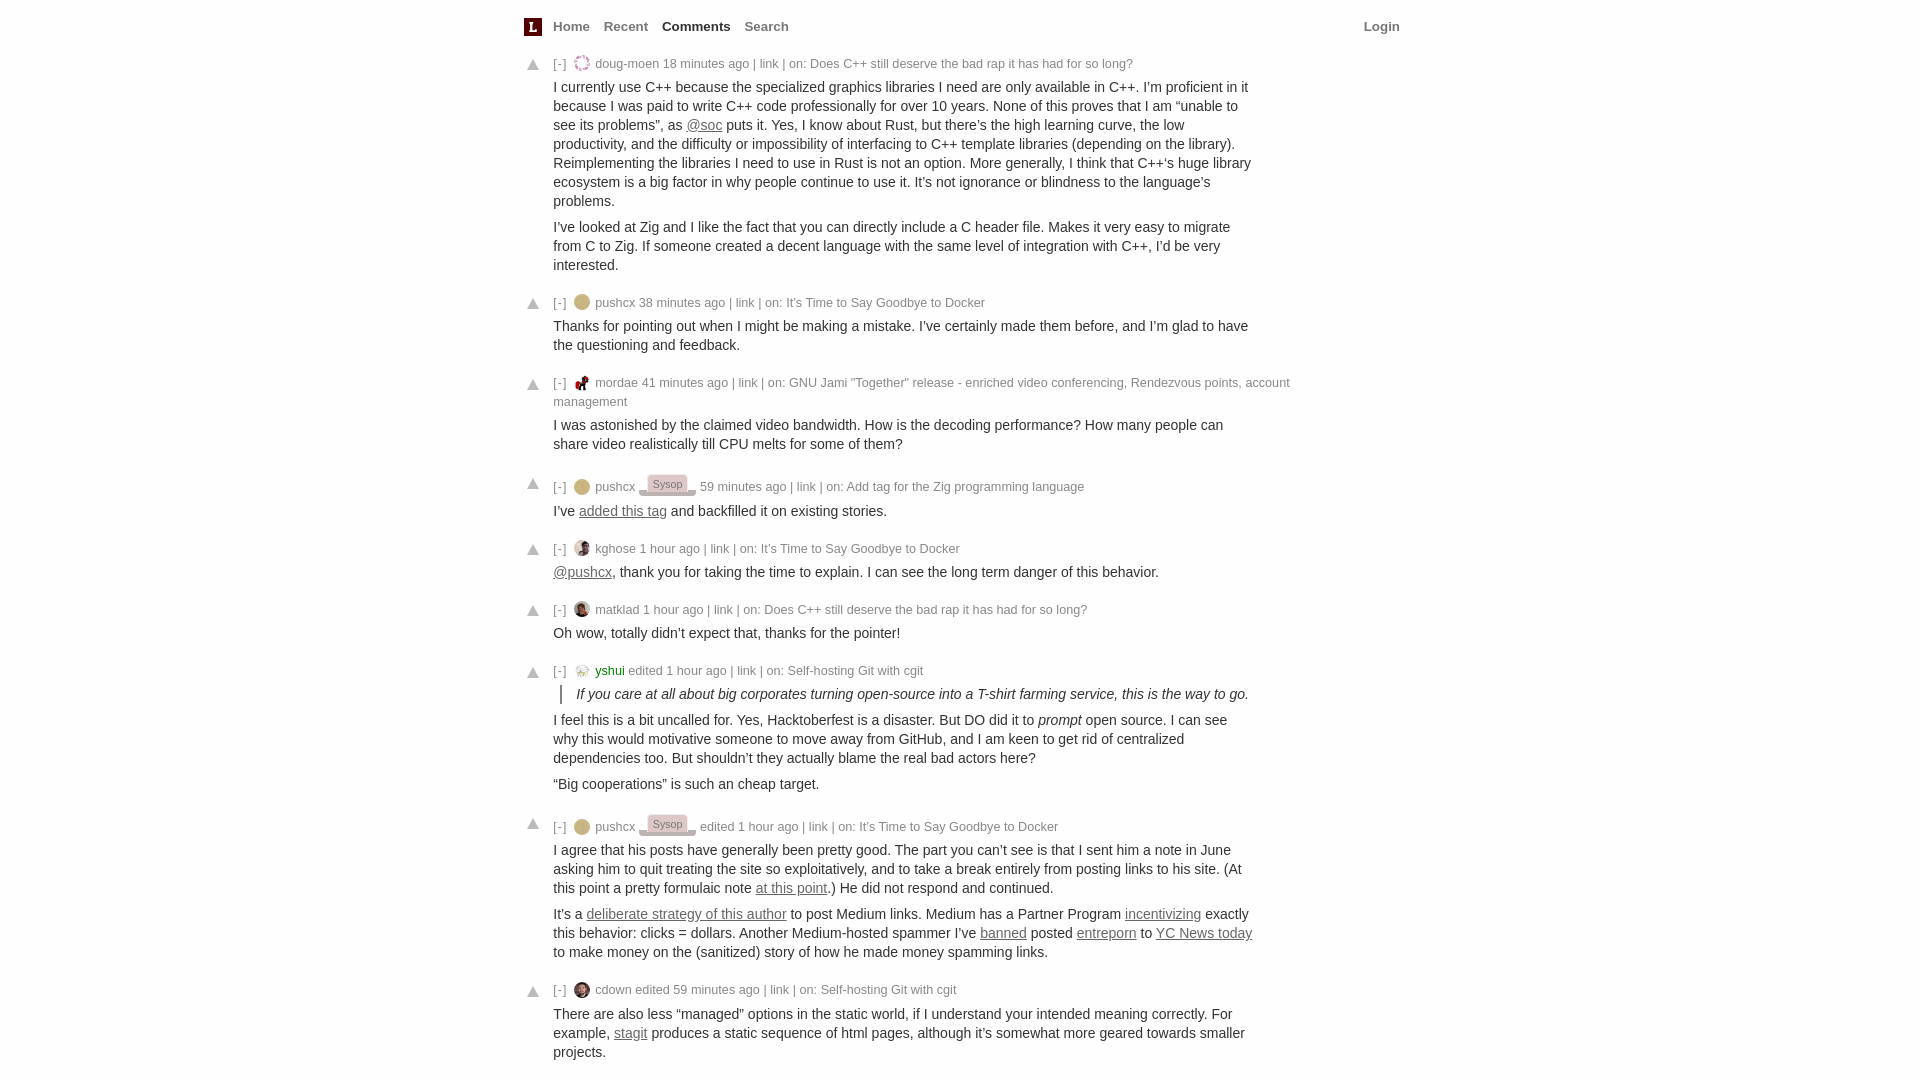 L Home Recent Comments Search Login
[-] doug-moen 18 minutes ago | link | on: Does C++ still deserve the bad rap it has had for so long?
I currently use C++ because the specialized graphics libraries I need are only available in C++. I’m proficient in it
because I was paid to write C++ code professionally for over 10 years. None of this proves that I am “unable to
see its problems”, as @soc puts it. Yes, I know about Rust, but there’s the high learning curve, the low
productivity, and the difficulty or impossibility of interfacing to C++ template libraries (depending on the library).
Reimplementing the libraries I need to use in Rust is not an option. More generally, I think that C++‘s huge library
ecosystem is a big factor in why people continue to use it. It’s not ignorance or blindness to the language’s
problems.
I’ve looked at Zig and I like the fact that you can directly include a C header file. Makes it very easy to migrate
from C to Zig. If someone created a decent language with the same level of integration with C++, I’d be very
interested.
[-] pushcx 38 minutes ago | link | on: It’s Time to Say Goodbye to Docker
Thanks for pointing out when I might be making a mistake. I’ve certainly made them before, and I’m glad to have
the questioning and feedback.
[-] mordae 41 minutes ago | link | on: GNU Jami "Together" release - enriched video conferencing, Rendezvous points, account
management
I was astonished by the claimed video bandwidth. How is the decoding performance? How many people can
share video realistically till CPU melts for some of them?
[-] pushcx Sysop 59 minutes ago | link | on: Add tag for the Zig programming language
I’ve added this tag and backfilled it on existing stories.
[-] kghose 1 hour ago | link | on: It’s Time to Say Goodbye to Docker
@pushcx, thank you for taking the time to explain. I can see the long term danger of this behavior.
[-] matklad 1 hour ago | link | on: Does C++ still deserve the bad rap it has had for so long?
Oh wow, totally didn’t expect that, thanks for the pointer!
[-] yshui edited 1 hour ago | link | on: Self-hosting Git with cgit
If you care at all about big corporates turning open-source into a T-shirt farming service, this is the way to go.
I feel this is a bit uncalled for. Yes, Hacktoberfest is a disaster. But DO did it to prompt open source. I can see
why this would motivative someone to move away from GitHub, and I am keen to get rid of centralized
dependencies too. But shouldn’t they actually blame the real bad actors here?
“Big cooperations” is such an cheap target.
[-] pushcx Sysop edited 1 hour ago | link | on: It’s Time to Say Goodbye to Docker
I agree that his posts have generally been pretty good. The part you can’t see is that I sent him a note in June
asking him to quit treating the site so exploitatively, and to take a break entirely from posting links to his site. (At
this point a pretty formulaic note at this point.) He did not respond and continued.
It’s a deliberate strategy of this author to post Medium links. Medium has a Partner Program incentivizing exactly
this behavior: clicks = dollars. Another Medium-hosted spammer I’ve banned posted entreporn to YC News today
to make money on the (sanitized) story of how he made money spamming links.
[-] cdown edited 59 minutes ago | link | on: Self-hosting Git with cgit
There are also less “managed” options in the static world, if I understand your intended meaning correctly. For
example, stagit produces a static sequence of html pages, although it’s somewhat more geared towards smaller
projects.